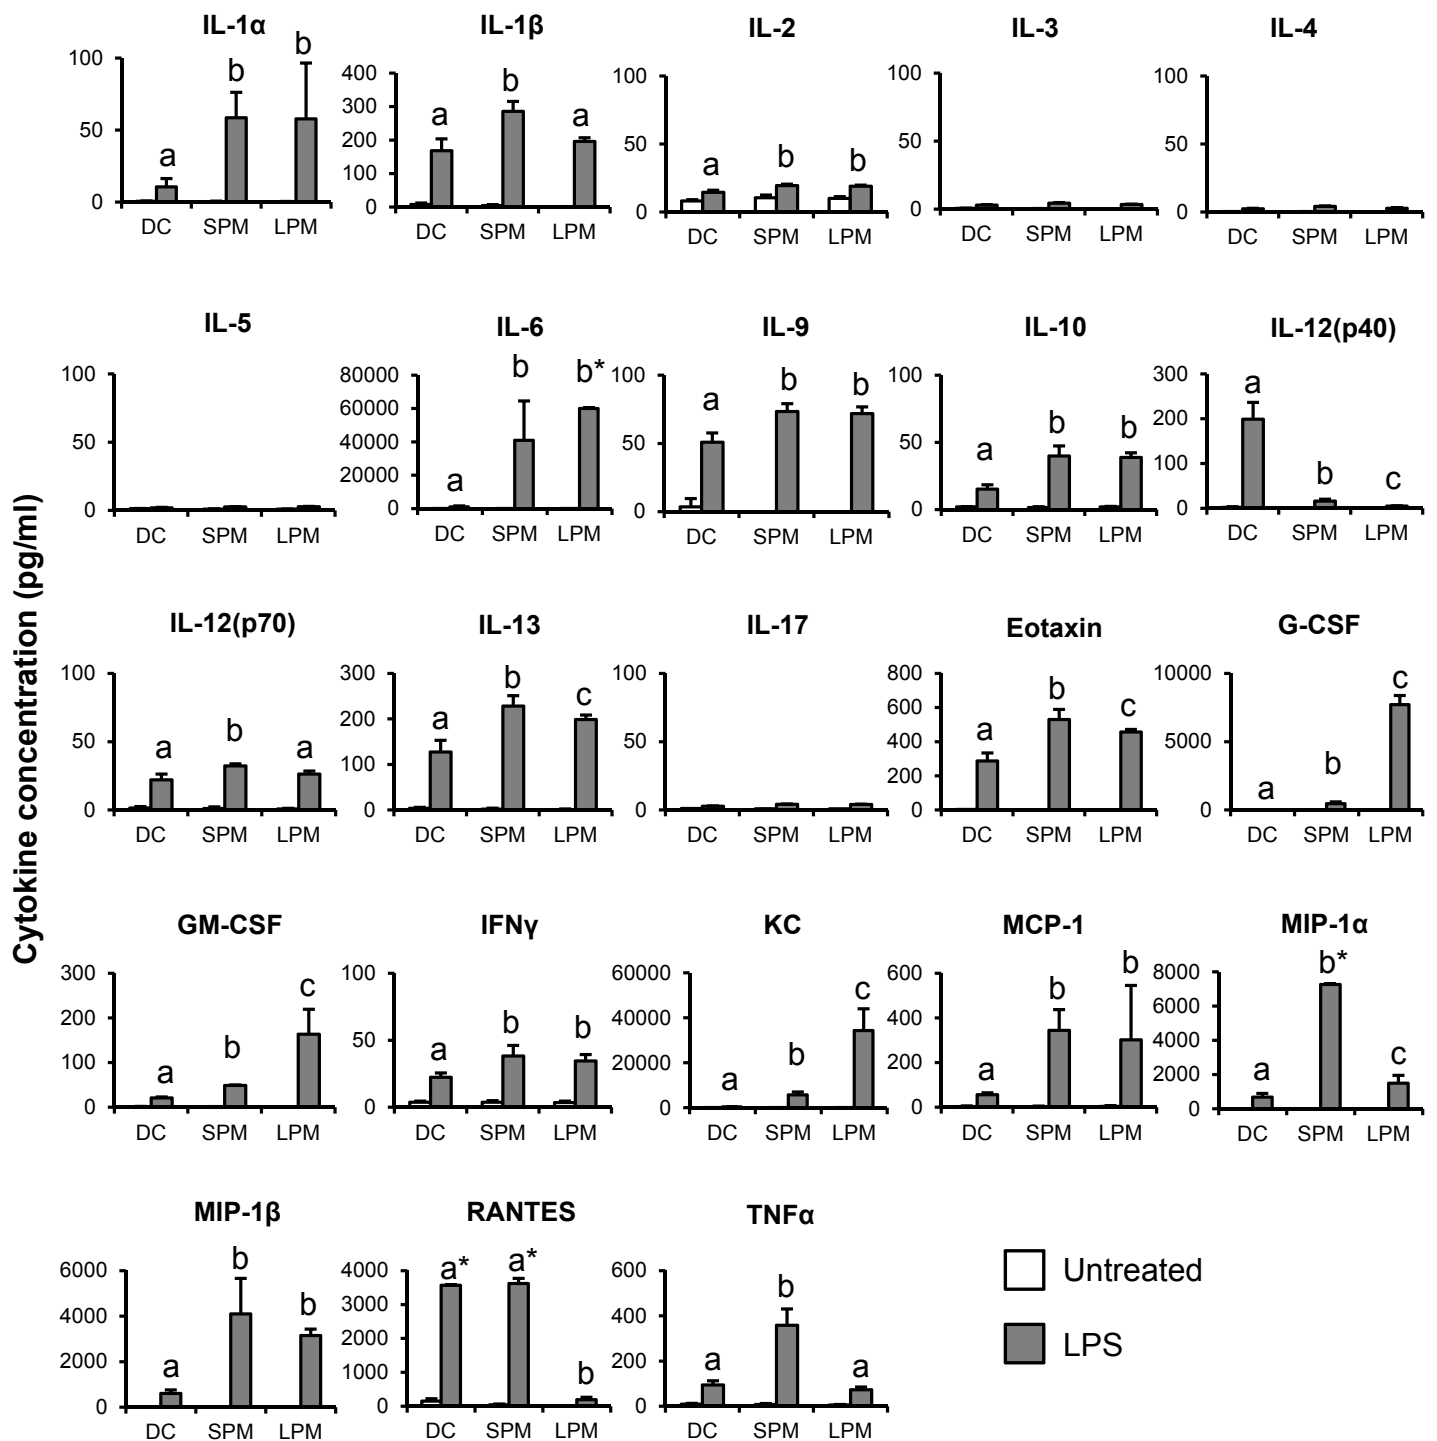 Cytokine concentration (pg/ml)
IL-1α
100
50
0
a
b
b
DC SPM LPM
IL-1β
400
300
200
100
0
a
b
a
DC SPM LPM
IL-2
100
50
0
a
b
b
DC SPM LPM
IL-3
100
50
0
DC SPM LPM
IL-4
100
50
0
DC SPM LPM
IL-5
100
50
0
DC SPM LPM
IL-6
80000
60000
40000
20000
0
a
b
b*
DC SPM LPM
IL-9
100
50
0
a
b
b
DC SPM LPM
IL-10
100
50
0
a
b
b
DC SPM LPM
IL-12(p40)
300
200
100
0
a
b
c
DC SPM LPM
IL-12(p70)
100
50
0
a
b
a
DC SPM LPM
IL-13
300
200
100
0
a
b
c
DC SPM LPM
IL-17
100
50
0
DC SPM LPM
Eotaxin
800
600
400
200
0
a
b
c
DC SPM LPM
G-CSF
10000
5000
0
a
b
c
DC SPM LPM
GM-CSF
300
200
100
0
a
b
c
DC SPM LPM
IFNγ
100
50
0
a
b
b
DC SPM LPM
KC
60000
40000
20000
0
a
b
c
DC SPM LPM
MCP-1
600
400
200
0
a
b
b
DC SPM LPM
MIP-1α
8000
6000
4000
2000
0
a
b*
c
DC SPM LPM
MIP-1β
6000
4000
2000
0
a
b
b
DC SPM LPM
RANTES
4000
3000
2000
1000
0
a*
a*
b
DC SPM LPM
TNFα
600
400
200
0
a
b
a
DC SPM LPM
Untreated
LPS